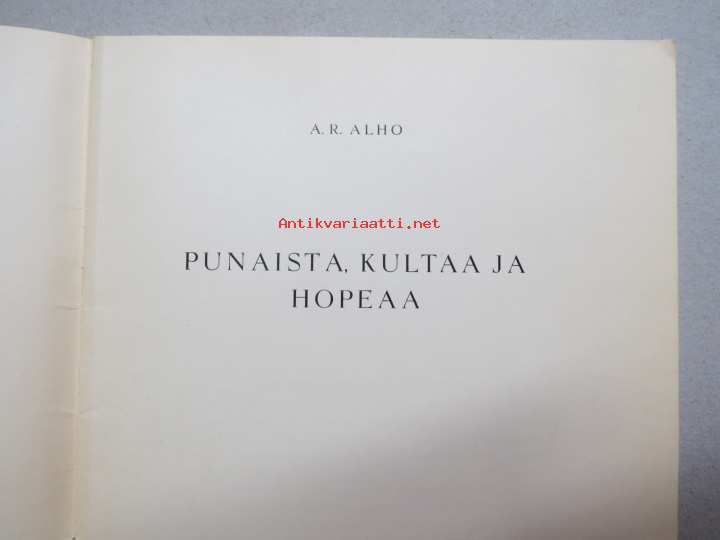 A. R. ALHO
Antikvariaatti.net
PUNAISTA, KULTAA JA
HOPEAA